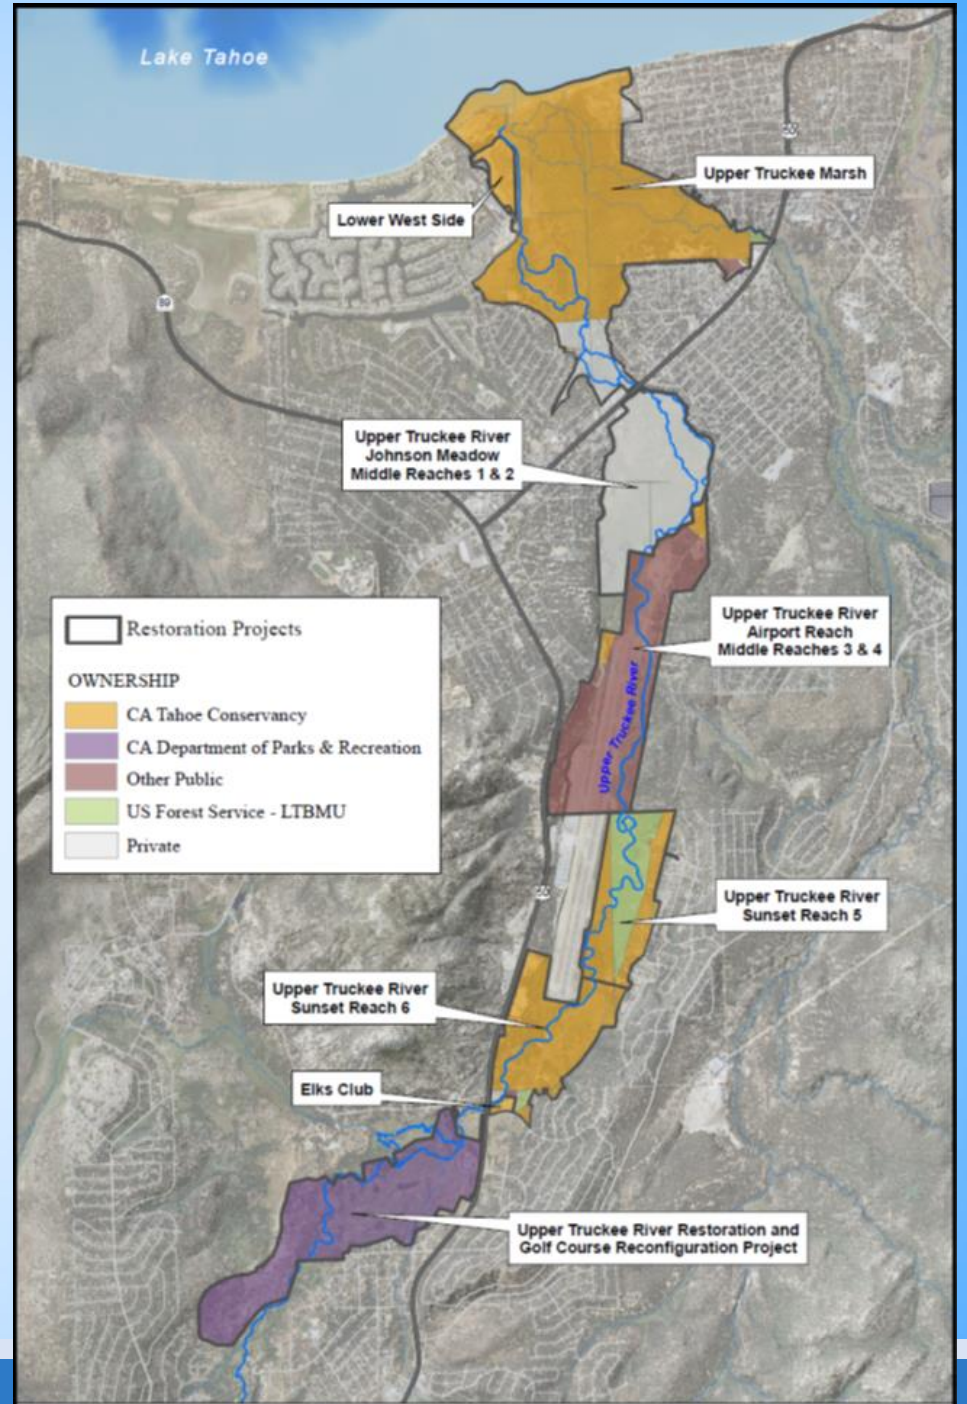 Lake Tahoe
50
Upper Truckee Marsh
Lower West Side
89
Upper Truckee River
Johnson Meadow
Middle Reaches 1 & 2
Restoration Projects
OWNERSHIP
CA Tahoe Conservancy
CA Department of Parks & Recreation
Other Public
US Forest Service - LTBMU
Private
Upper Truckee River
Airport Reach
Middle Reaches 3 & 4
Upper Truckee River
50
Upper Truckee River
Sunset Reach 5
Upper Truckee River
Sunset Reach 6
Elks Club
Upper Truckee River Restoration and
Golf Course Reconfiguration Project